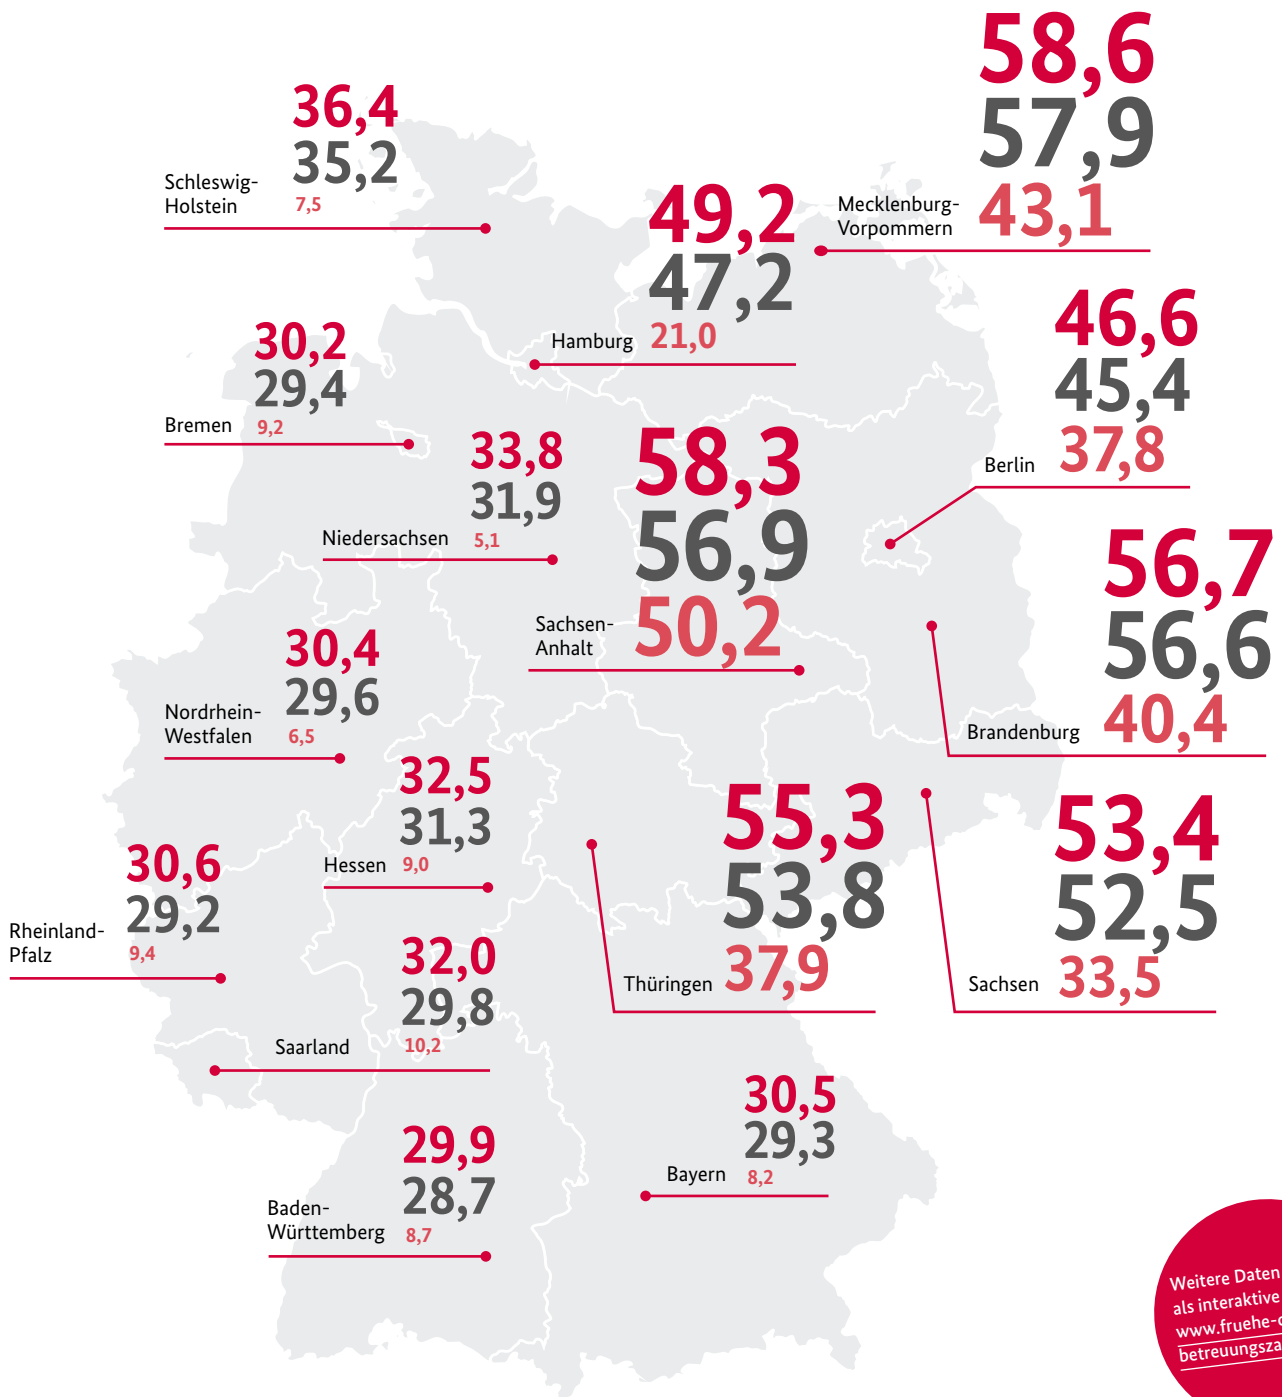 58,6
57,9
Mecklenburg-
Vorpommern
43,1
36,4
35,2
Schleswig-
Holstein
7,5
49,2
47,2
Hamburg
21,0
46,6
45,4
Berlin
37,8
30,2
29,4
Bremen
9,2
33,8
31,9
Niedersachsen
5,1
58,3
56,9
Sachsen-
Anhalt
50,2
56,7
56,6
Brandenburg
40,4
30,4
29,6
Nordrhein-
Westfalen
6,5
32,5
31,3
Hessen
9,0
55,3
53,8
Thüringen
37,9
53,4
52,5
Sachsen
33,5
30,6
29,2
Rheinland-
Pfalz
9,4
32,0
29,8
Saarland
10,2
30,5
29,3
Bayern
8,2
29,9
28,7
Baden-
Württemberg
8,7
Weitere Daten
als interaktive
www.fruehe-
betreuungsza